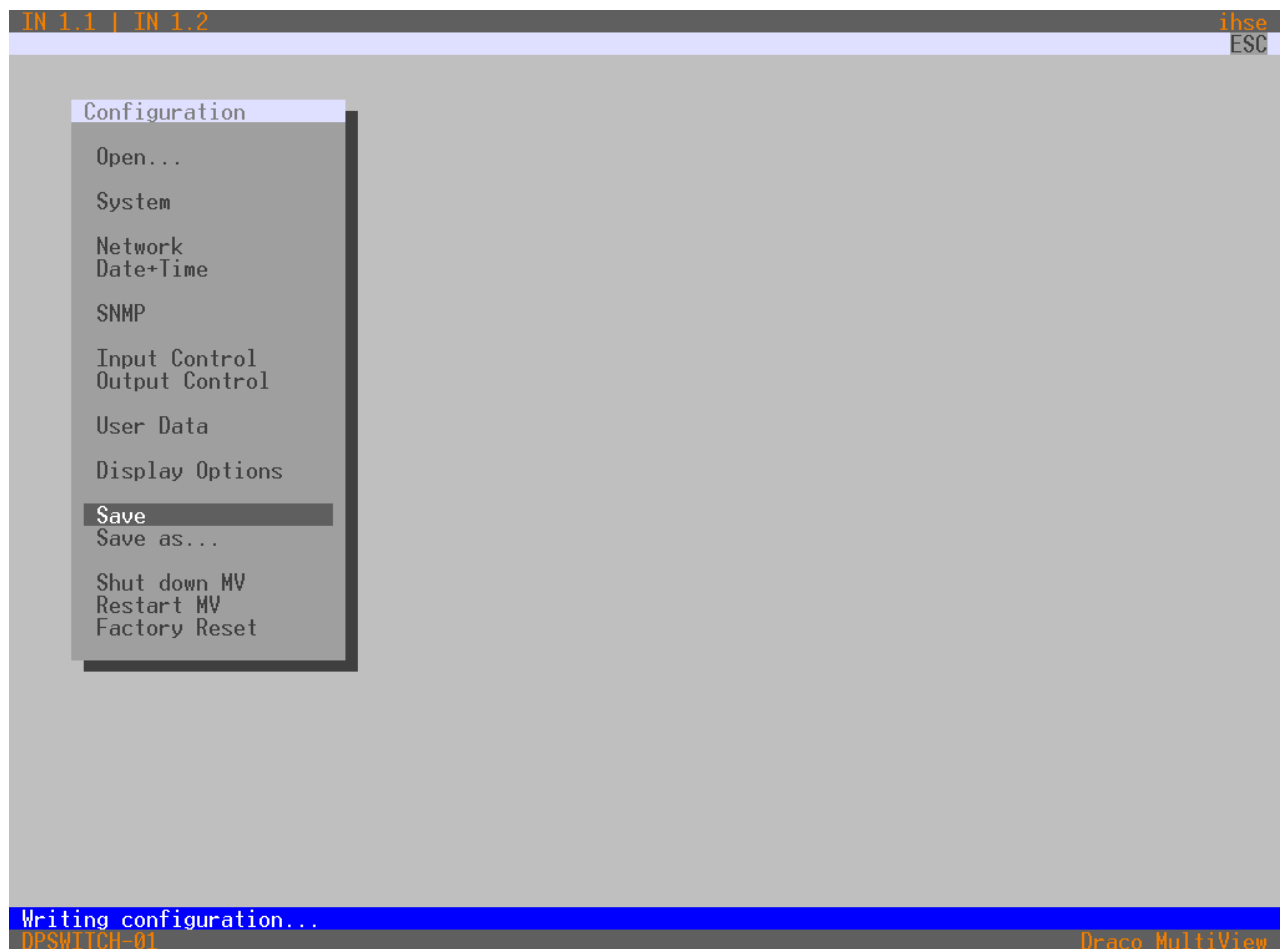 IN 1.1 | IN 1.2 ihse
ESC
Configuration
Open...
System
Network
Date+Time
SNMP
Input Control
Output Control
User Data
Display Options
Save
Save as...
Shut down MV
Restart MV
Factory Reset
Writing configuration...
DPSWITCH-01 Draco MultiView